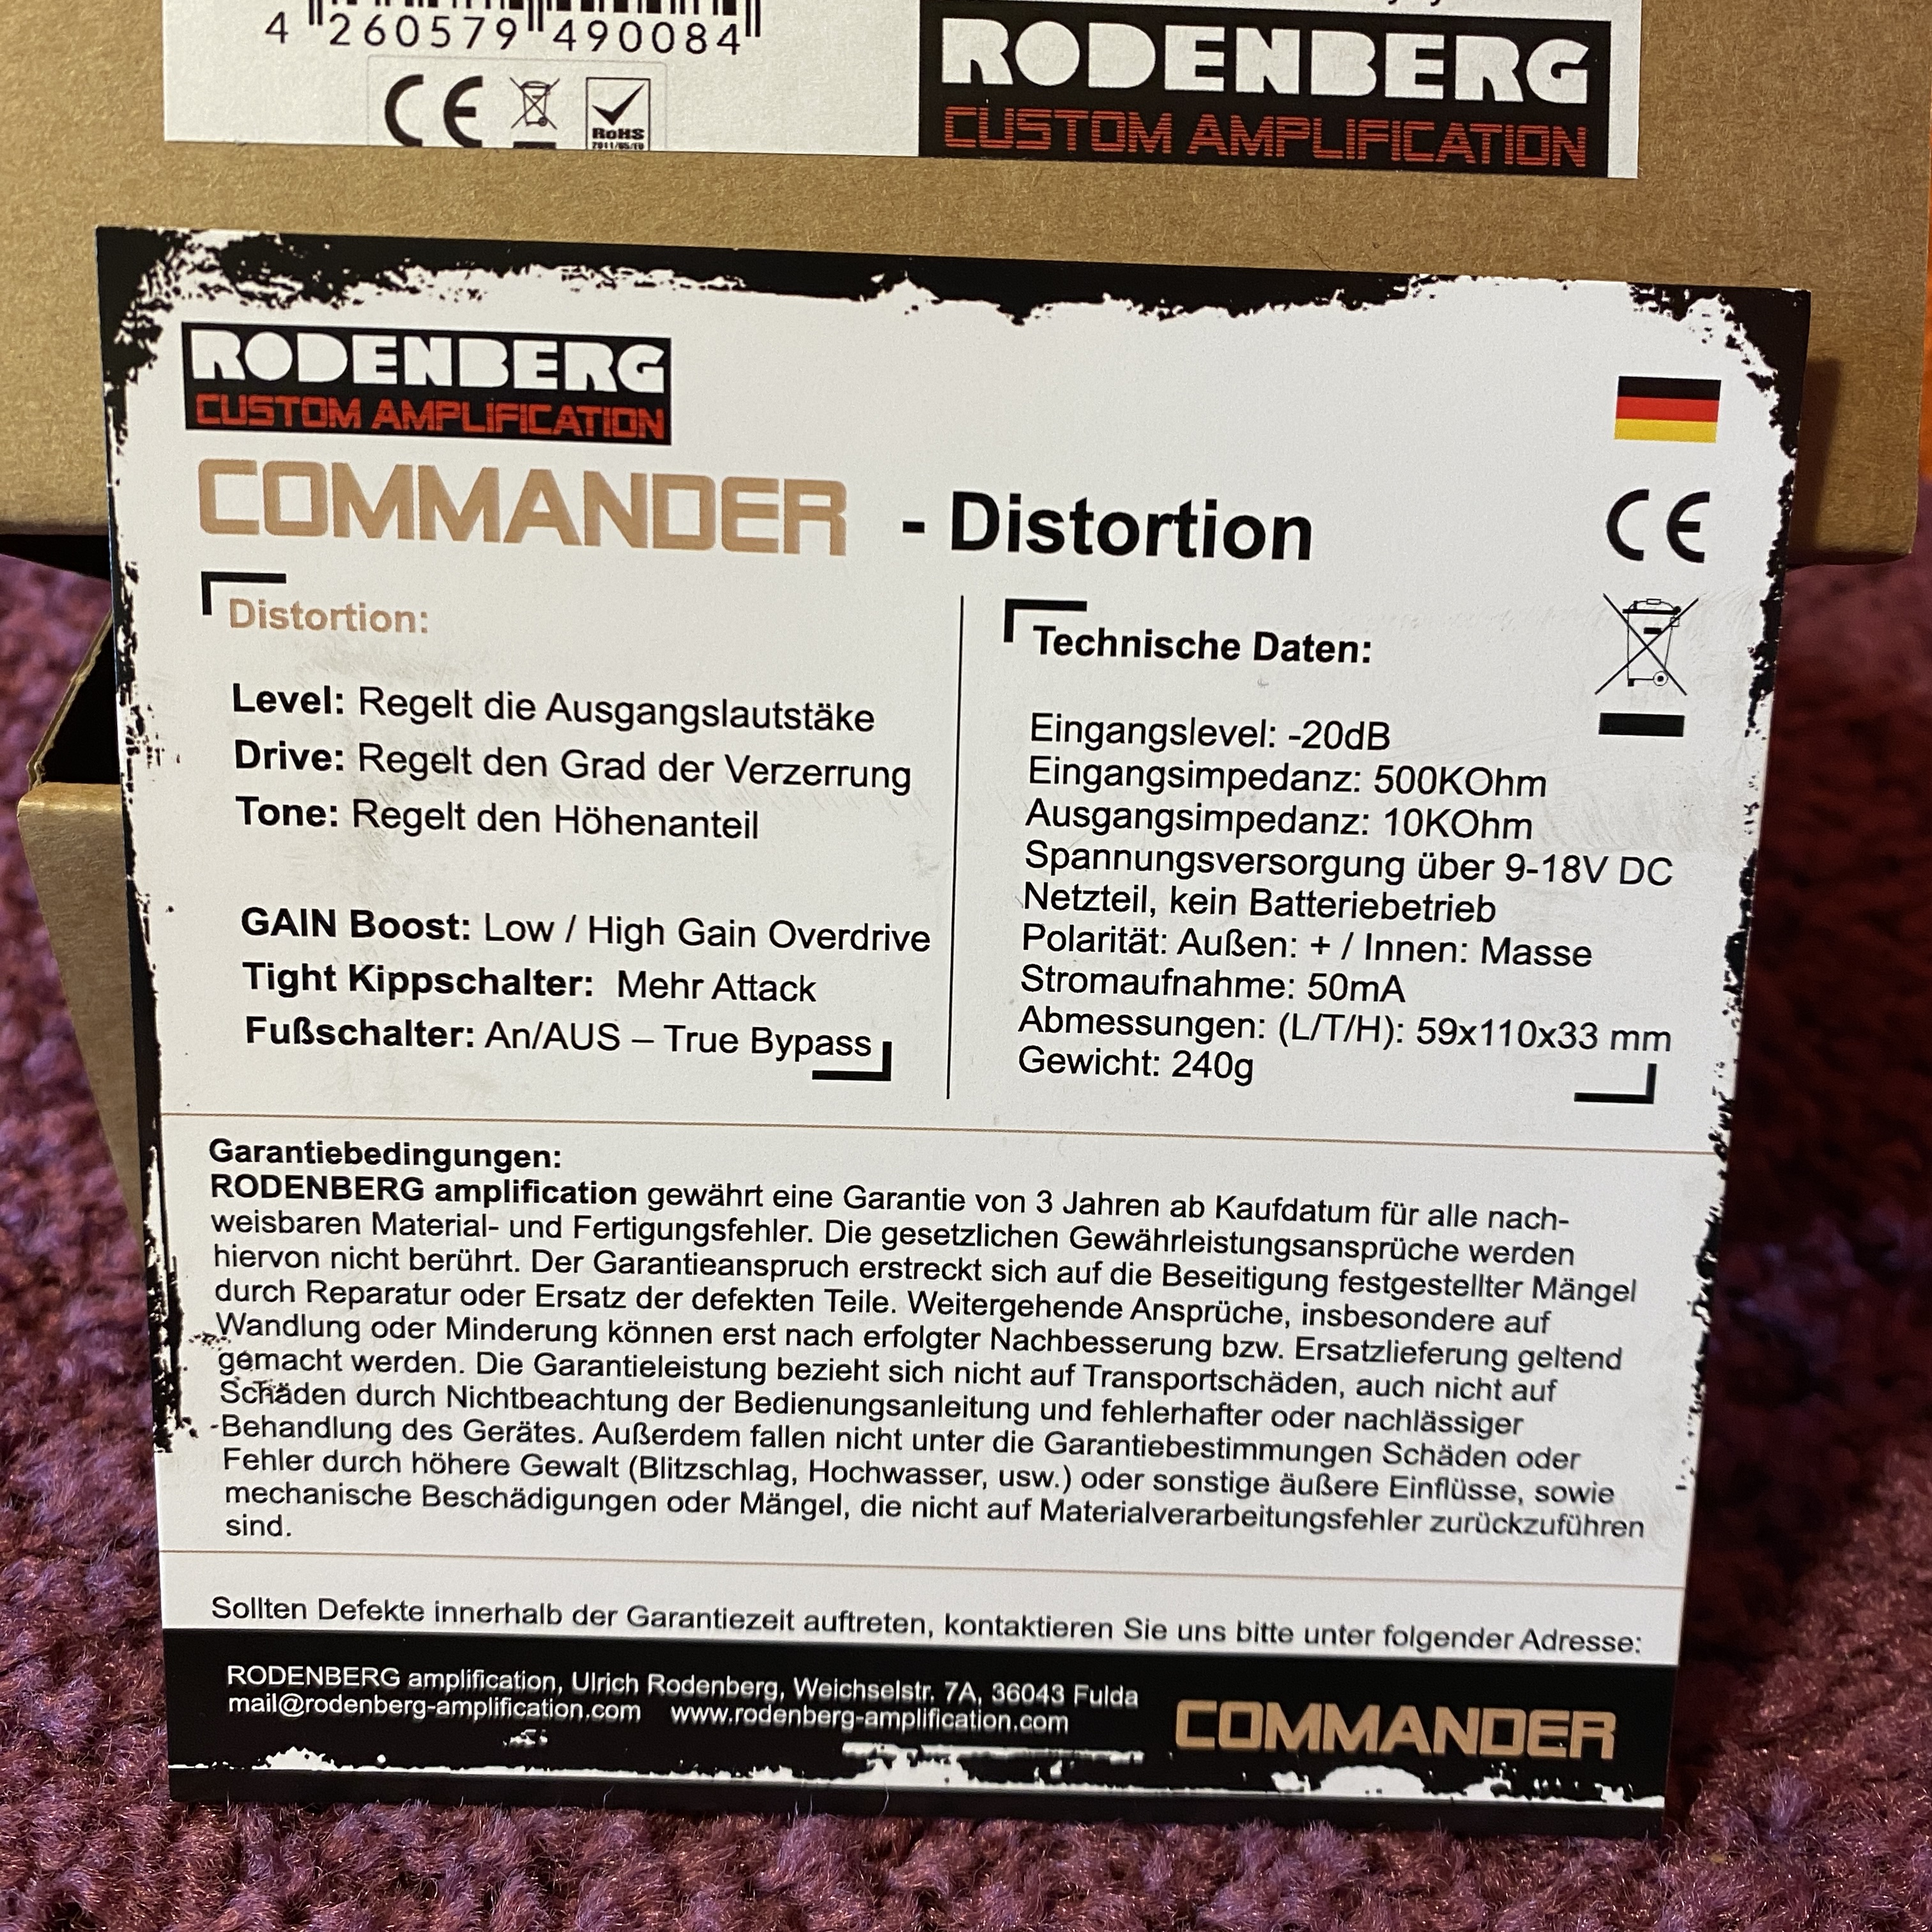 4 260579 490084
CE
RoHS
2011/65/EU
RODENBERG
CUSTOM AMPLIFICATION
RODENBERG
CUSTOM AMPLIFICATION
COMMANDER - Distortion
CE
Distortion:
Level: Regelt die Ausgangslautstäke
Drive: Regelt den Grad der Verzerrung
Tone: Regelt den Höhenanteil
GAIN Boost: Low / High Gain Overdrive
Tight Kippschalter: Mehr Attack
Fußschalter: An/AUS – True Bypass
Technische Daten:
Eingangslevel: -20dB
Eingangsimpedanz: 500KOhm
Ausgangsimpedanz: 10KOhm
Spannungsversorgung über 9-18V DC
Netzteil, kein Batteriebetrieb
Polarität: Außen: + / Innen: Masse
Stromaufnahme: 50mA
Abmessungen: (L/T/H): 59x110x33 mm
Gewicht: 240g
Garantiebedingungen:
RODENBERG amplification gewährt eine Garantie von 3 Jahren ab Kaufdatum für alle nach-
weisbaren Material- und Fertigungsfehler. Die gesetzlichen Gewährleistungsansprüche werden
hiervon nicht berührt. Der Garantieanspruch erstreckt sich auf die Beseitigung festgestellter Mängel
durch Reparatur oder Ersatz der defekten Teile. Weitergehende Ansprüche, insbesondere auf
Wandlung oder Minderung können erst nach erfolgter Nachbesserung bzw. Ersatzlieferung geltend
gemacht werden. Die Garantieleistung bezieht sich nicht auf Transportschäden, auch nicht auf
Schäden durch Nichtbeachtung der Bedienungsanleitung und fehlerhafter oder nachlässiger
Behandlung des Gerätes. Außerdem fallen nicht unter die Garantiebestimmungen Schäden oder
Fehler durch höhere Gewalt (Blitzschlag, Hochwasser, usw.) oder sonstige äußere Einflüsse, sowie
mechanische Beschädigungen oder Mängel, die nicht auf Materialverarbeitungsfehler zurückzuführen
sind.
Sollten Defekte innerhalb der Garantiezeit auftreten, kontaktieren Sie uns bitte unter folgender Adresse:
RODENBERG amplification, Ulrich Rodenberg, Weichselstr. 7A, 36043 Fulda
mail@rodenberg-amplification.com www.rodenberg-amplification.com
COMMANDER